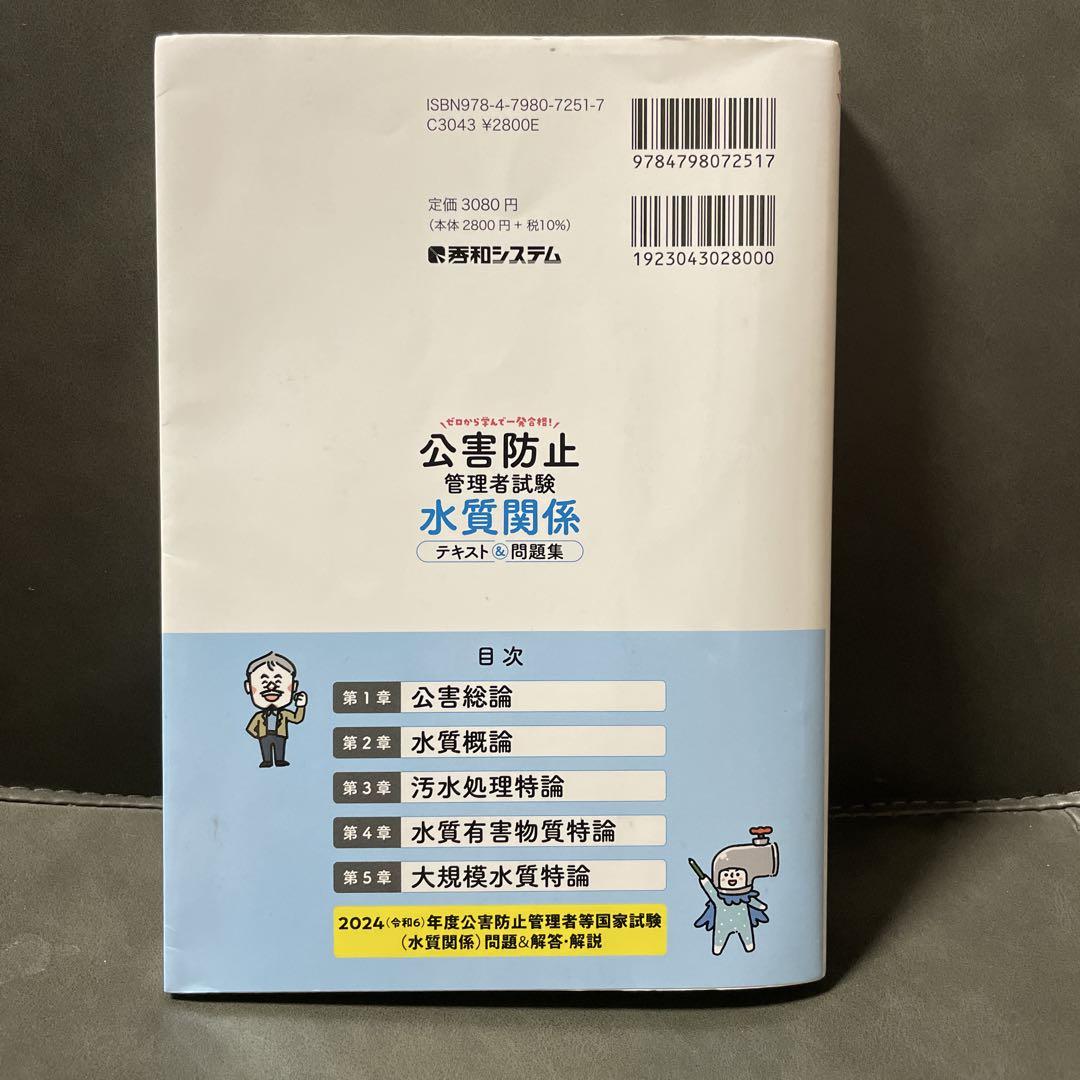 ISBN978-4-7980-7251-7
C3043 ¥2800E
9784798072517
定価 3080 円
(本体 2800 円 + 税10%)
秀和システム
1923043028000
ゼロから学んで一発合格!
公害防止
管理者試験
水質関係
テキスト&問題集
目次
第1章 公害総論
第2章 水質概論
第3章 汚水処理特論
第4章 水質有害物質特論
第5章 大規模水質特論
2024(令和6)年度公害防止管理者等国家試験
(水質関係)問題&解答・解説